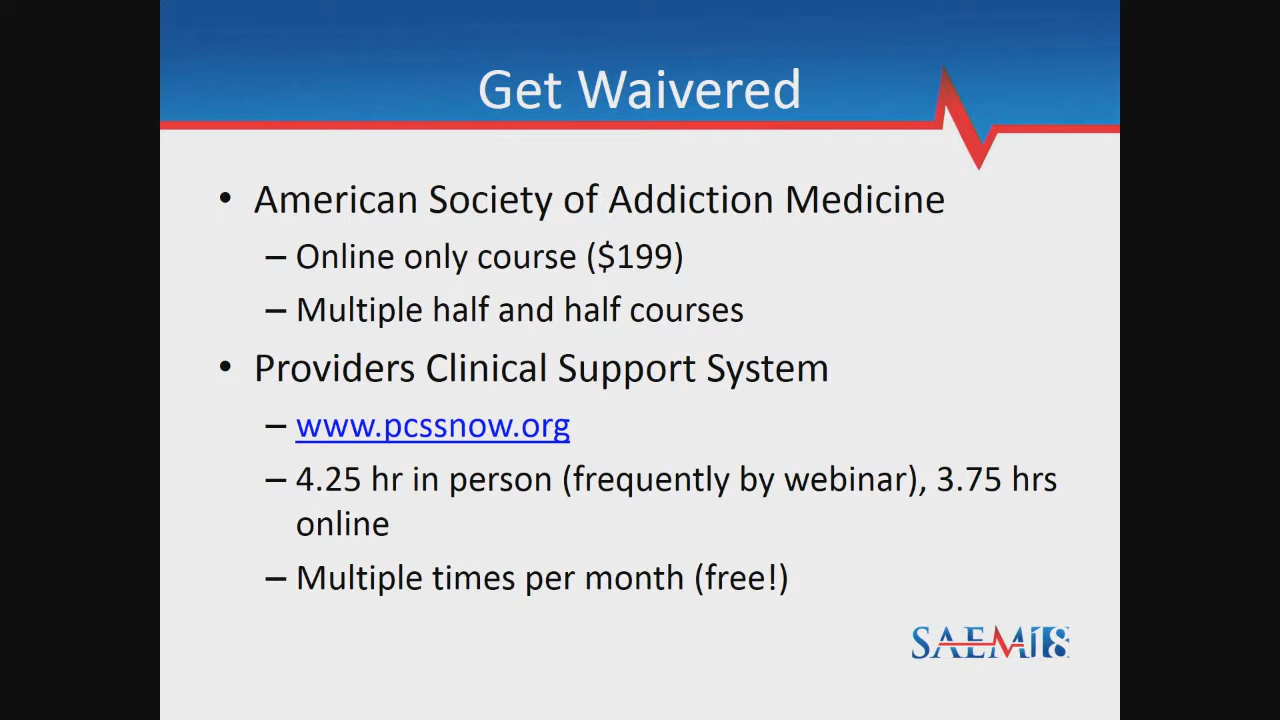 Get Waivered
• American Society of Addiction Medicine
– Online only course ($199)
– Multiple half and half courses
• Providers Clinical Support System
– www.pcssnow.org
– 4.25 hr in person (frequently by webinar), 3.75 hrs
online
– Multiple times per month (free!)
SAEM18